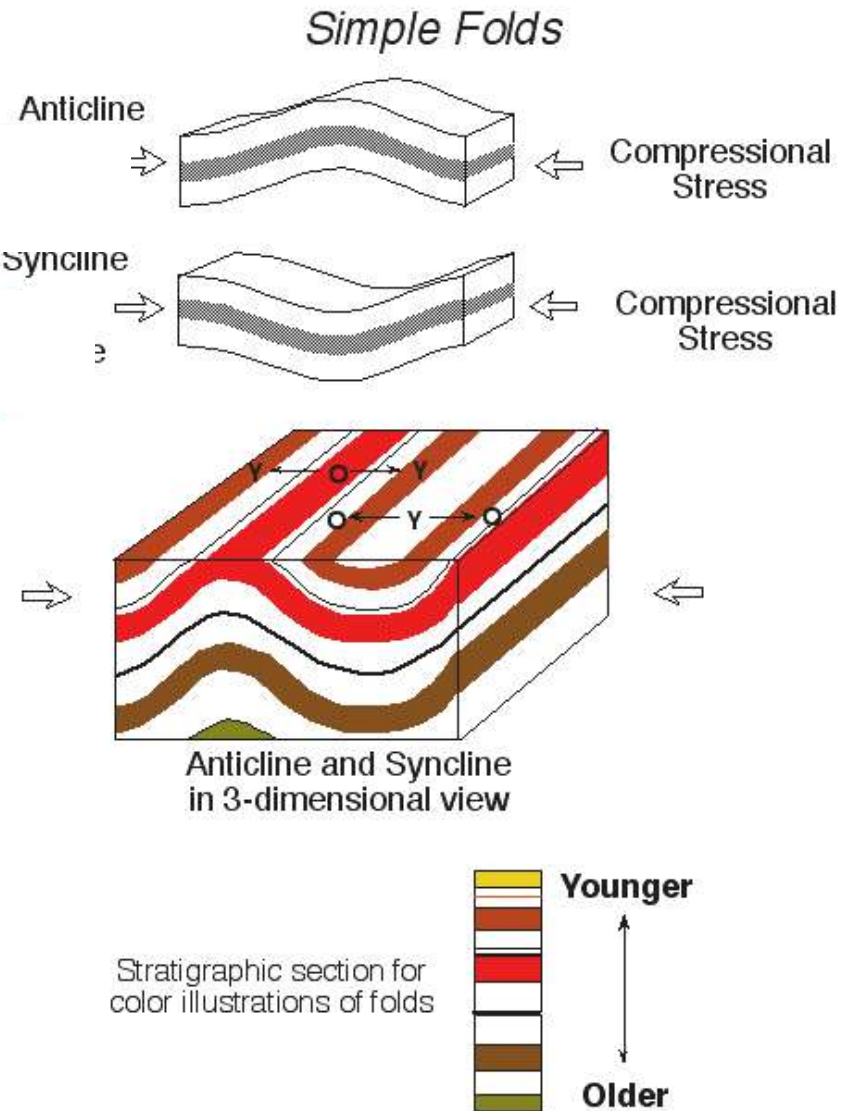 Simple Folds
Anticline
Compressional
Stress
Syncline
Compressional
Stress
e
Y O Y
O Y O
Anticline and Syncline
in 3-dimensional view
Younger
Stratigraphic section for
color illustrations of folds
Older